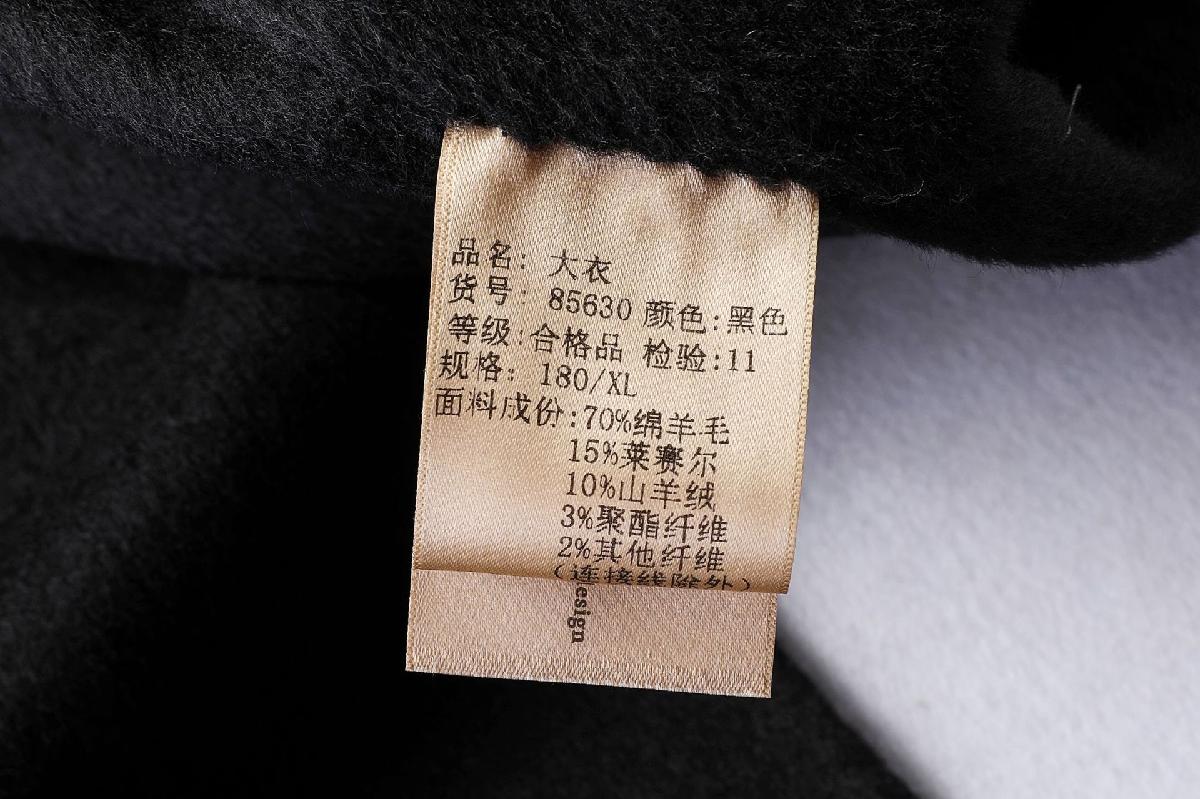 品名: 大衣
货号: 85630 颜色:黑色
等级:合格品 检验:11
规格: 180/XL
面料成份:70%绵羊毛
15%莱赛尔
10%山羊绒
3%聚酯纤维
2%其他纤维
(连接线除外)
esign